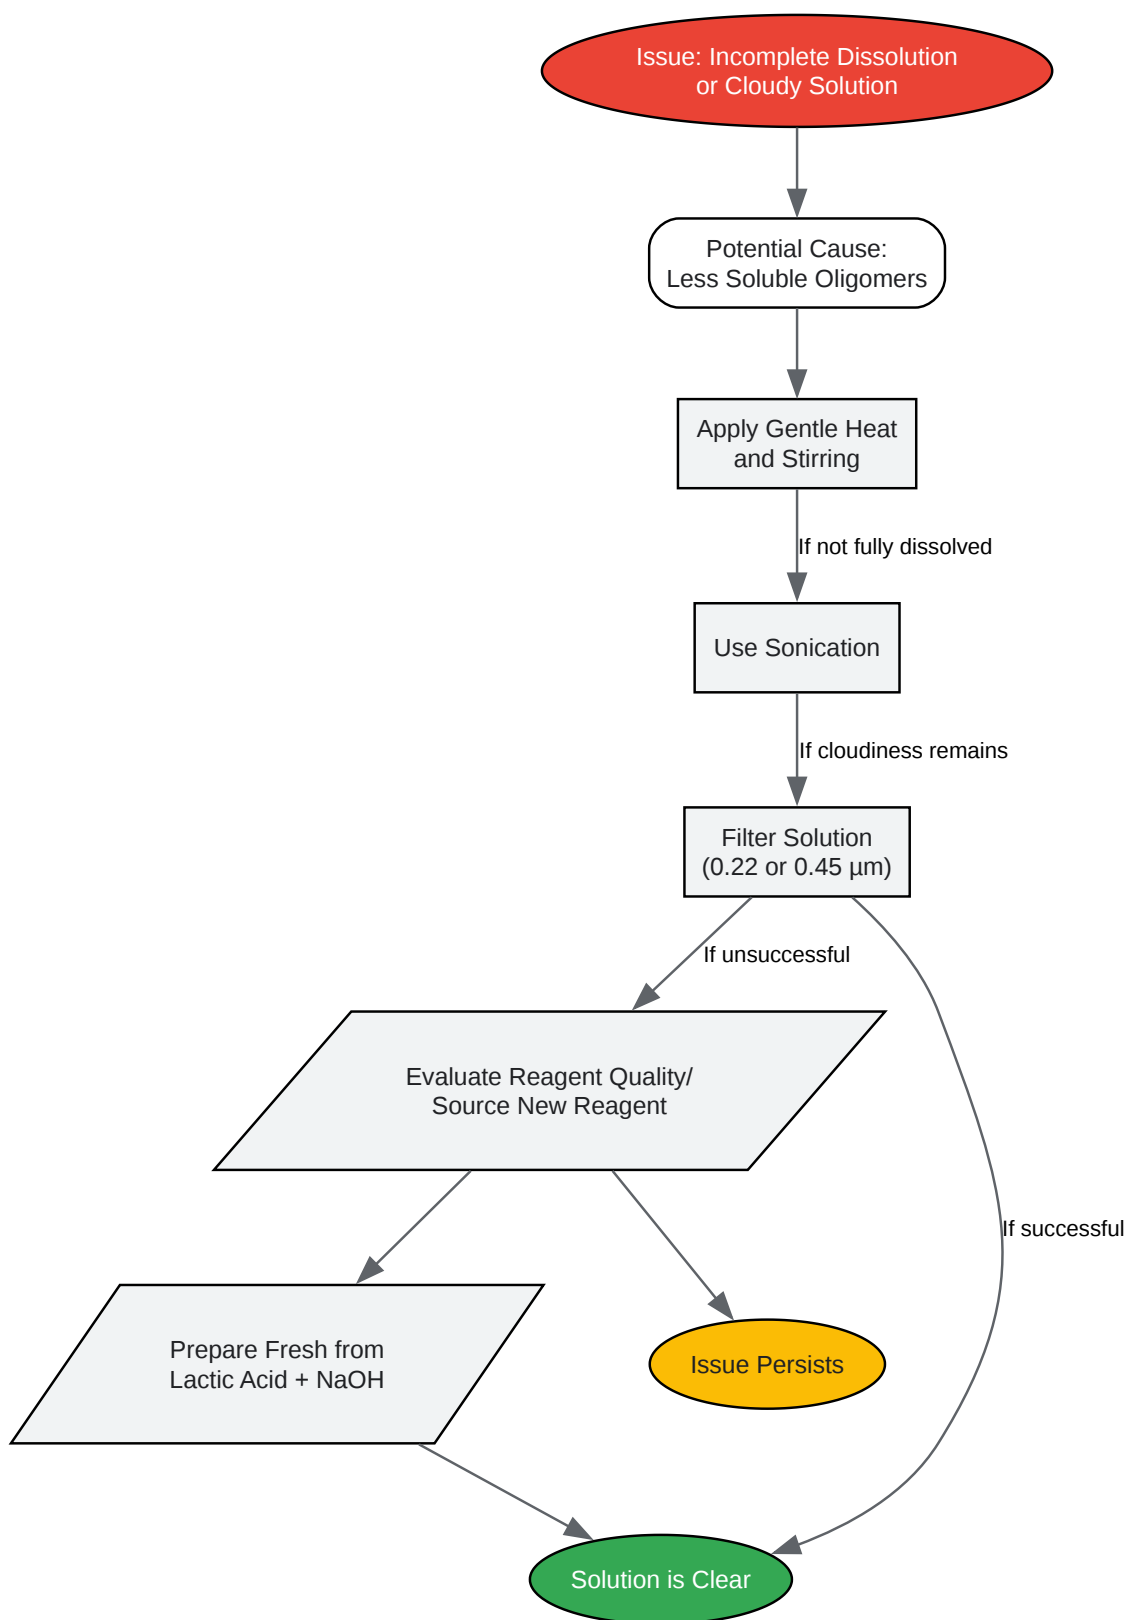 Issue: Incomplete Dissolution
or Cloudy Solution
Potential Cause:
Less Soluble Oligomers
Apply Gentle Heat
and Stirring
If not fully dissolved
Use Sonication
If cloudiness remains
Filter Solution
(0.22 or 0.45 µm)
If unsuccessful
Evaluate Reagent Quality/
Source New Reagent
If successful
Prepare Fresh from
Lactic Acid + NaOH
Issue Persists
Solution is Clear